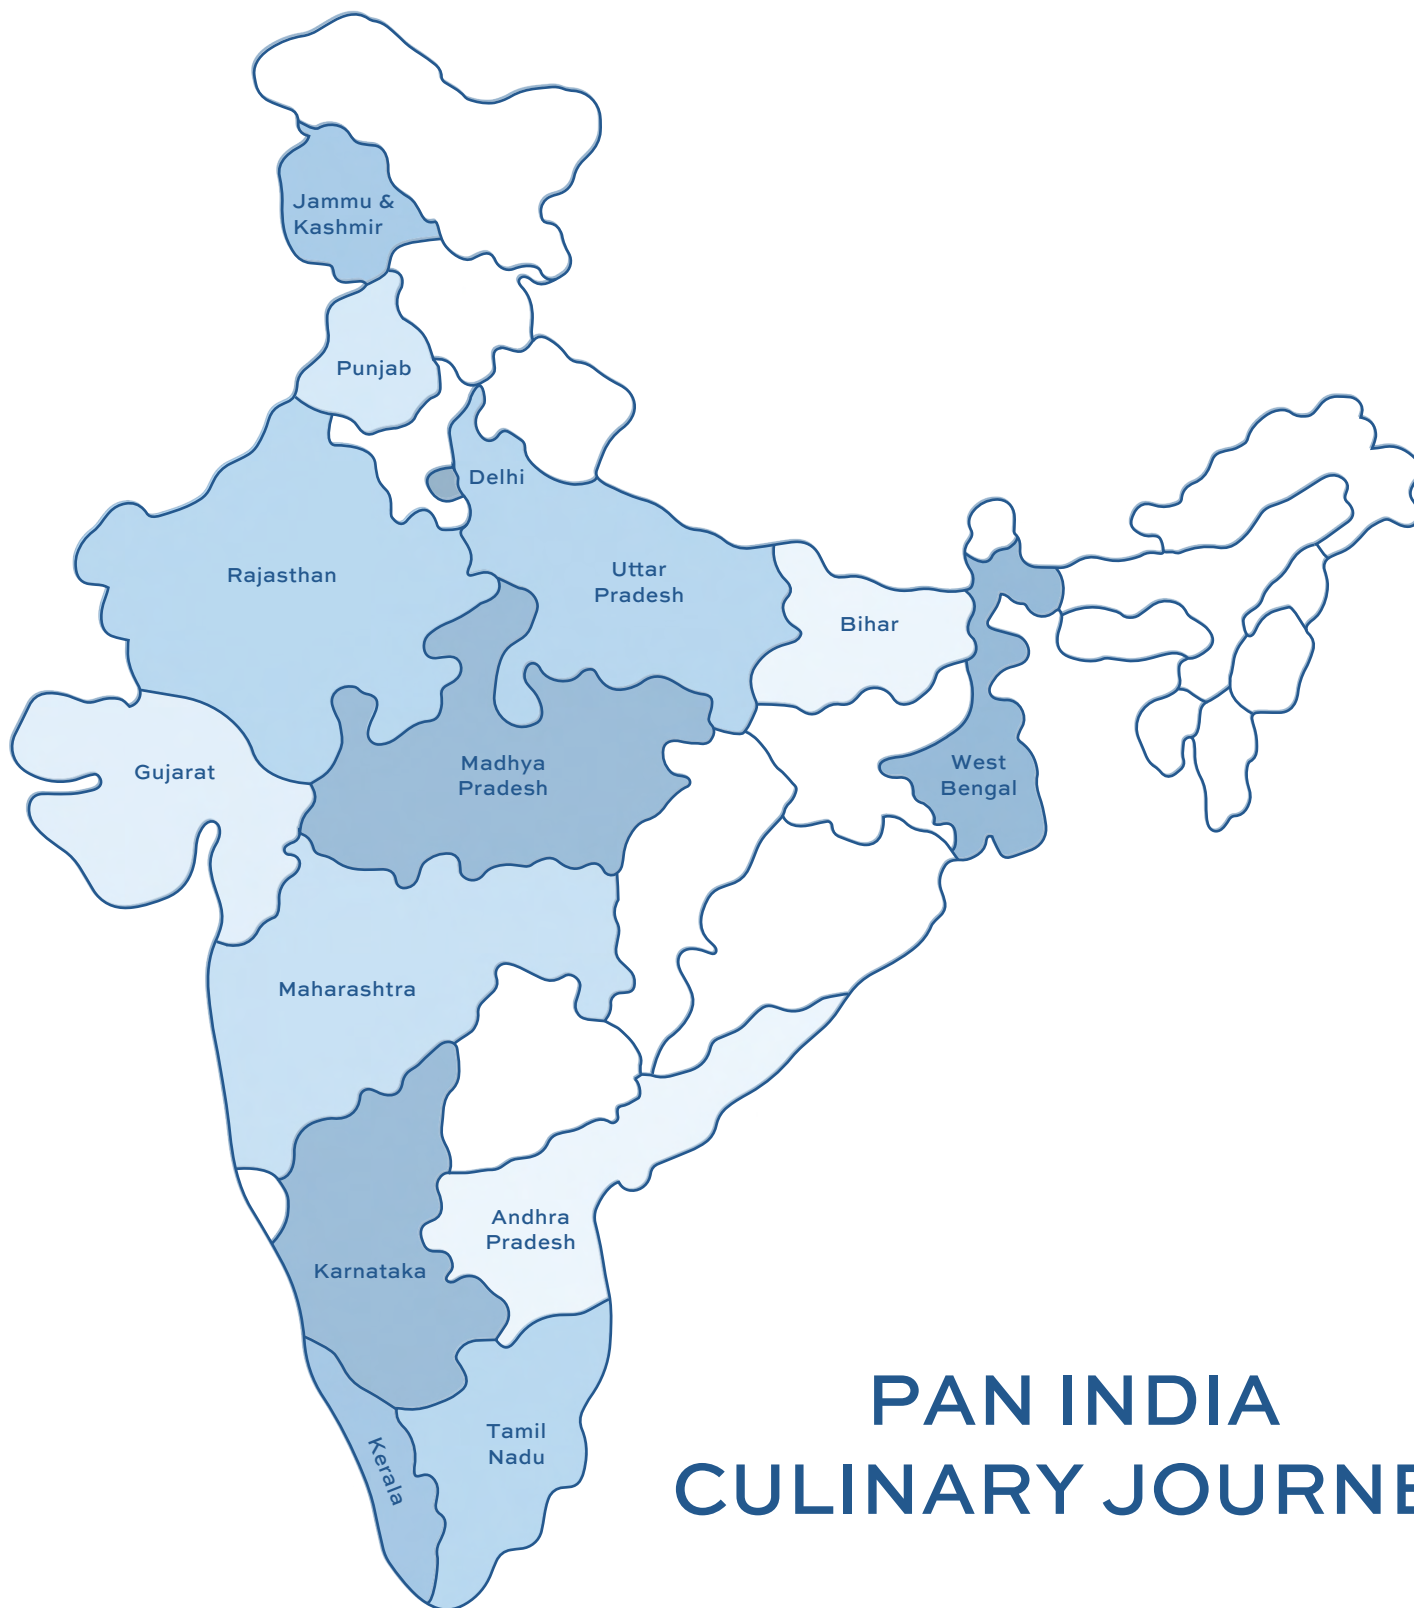 Jammu &
Kashmir
Punjab
Delhi
Rajasthan
Uttar
Pradesh
Bihar
Gujarat
Madhya
Pradesh
West
Bengal
Maharashtra
Andhra
Pradesh
Karnataka
Tamil
Nadu
Kerala
PAN INDIA
CULINARY JOURNE